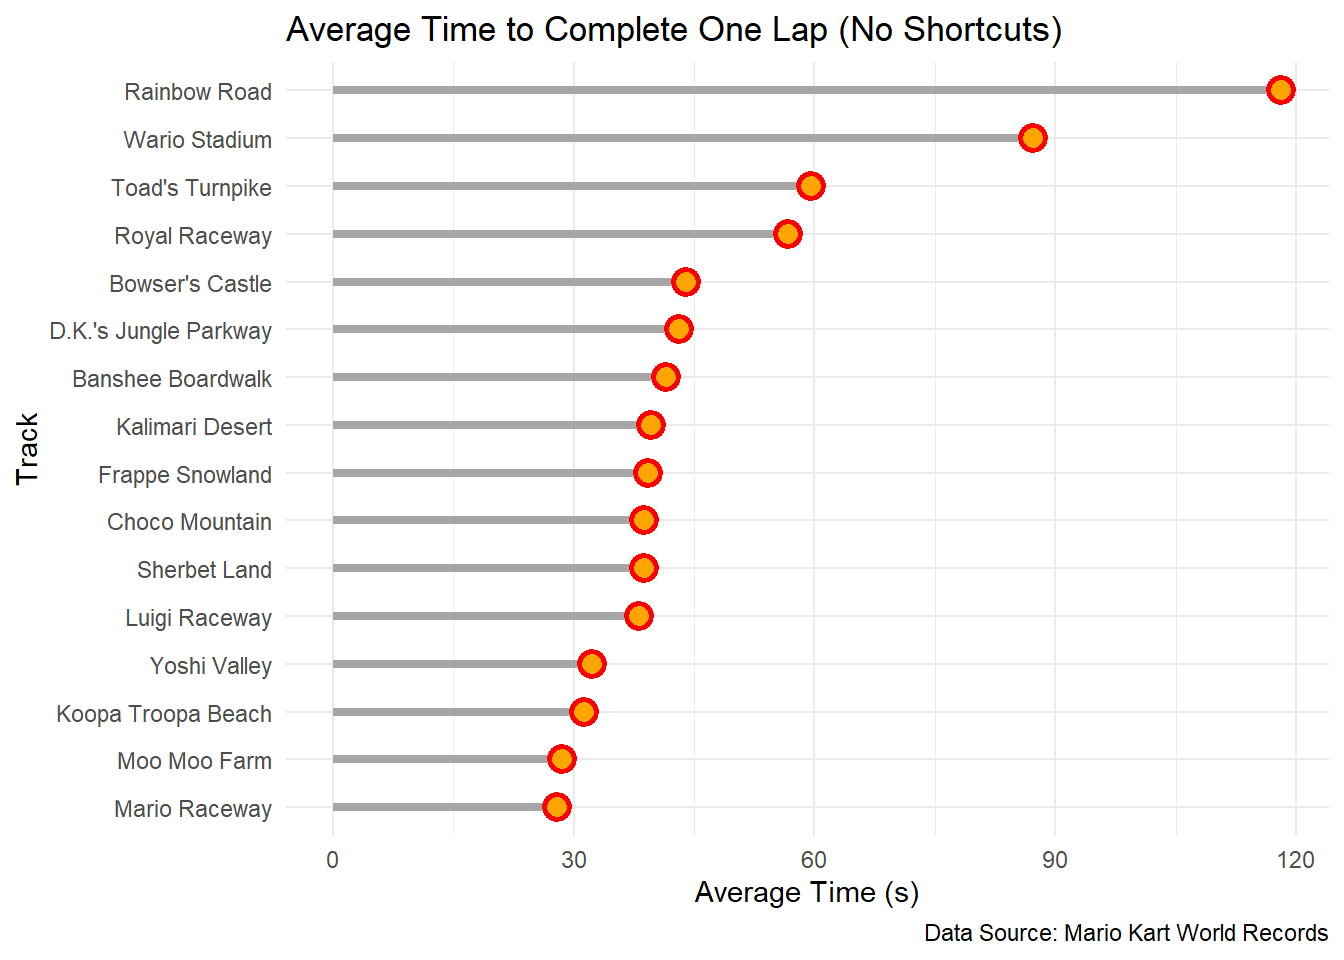 Average Time to Complete One Lap (No Shortcuts)
Track
Rainbow Road
Wario Stadium
Toad's Turnpike
Royal Raceway
Bowser's Castle
D.K.'s Jungle Parkway
Banshee Boardwalk
Kalimari Desert
Frappe Snowland
Choco Mountain
Sherbet Land
Luigi Raceway
Yoshi Valley
Koopa Troopa Beach
Moo Moo Farm
Mario Raceway
0 30 60 90 120
Average Time (s)
Data Source: Mario Kart World Records